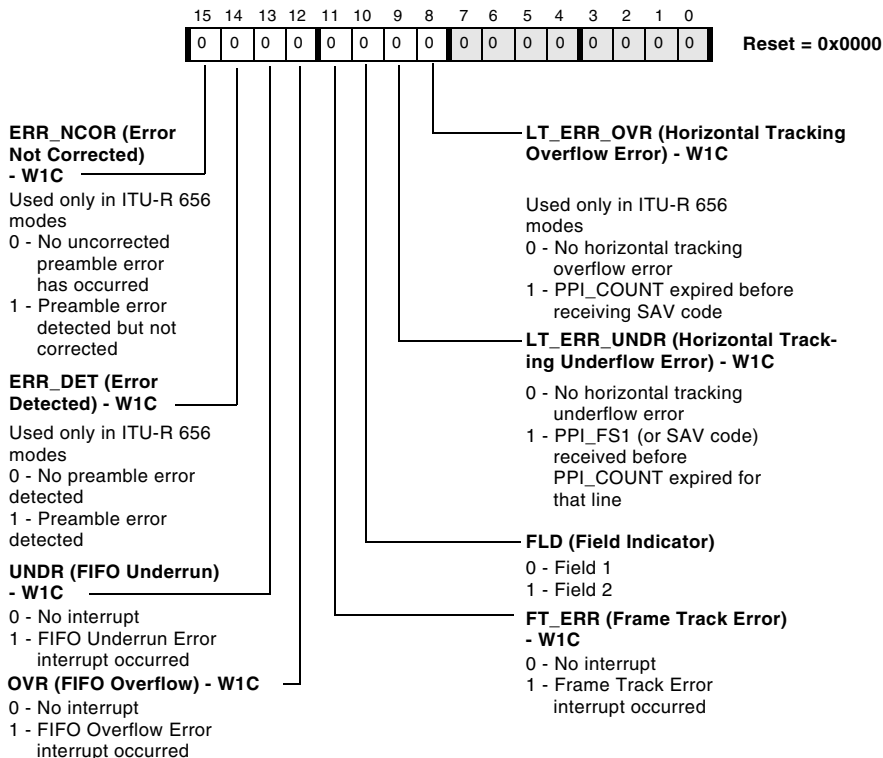 15 14 13 12 11 10 9 8 7 6 5 4 3 2 1 0
0 0 0 0 0 0 0 0 0 0 0 0 0 0 0 0
Reset = 0x0000
ERR_NCOR (Error
Not Corrected)
- W1C
Used only in ITU-R 656
modes
0 - No uncorrected
preamble error
has occurred
1 - Preamble error
detected but not
corrected
ERR_DET (Error
Detected) - W1C
Used only in ITU-R 656
modes
0 - No preamble error
detected
1 - Preamble error
detected
UNDR (FIFO Underrun)
- W1C
0 - No interrupt
1 - FIFO Underrun Error
interrupt occurred
OVR (FIFO Overflow) - W1C
0 - No interrupt
1 - FIFO Overflow Error
interrupt occurred
LT_ERR_OVR (Horizontal Tracking
Overflow Error) - W1C
Used only in ITU-R 656
modes
0 - No horizontal tracking
overflow error
1 - PPI_COUNT expired before
receiving SAV code
LT_ERR_UNDR (Horizontal Track-
ing Underflow Error) - W1C
0 - No horizontal tracking
underflow error
1 - PPI_FS1 (or SAV code)
received before
PPI_COUNT expired for
that line
FLD (Field Indicator)
0 - Field 1
1 - Field 2
FT_ERR (Frame Track Error)
- W1C
0 - No interrupt
1 - Frame Track Error
interrupt occurred